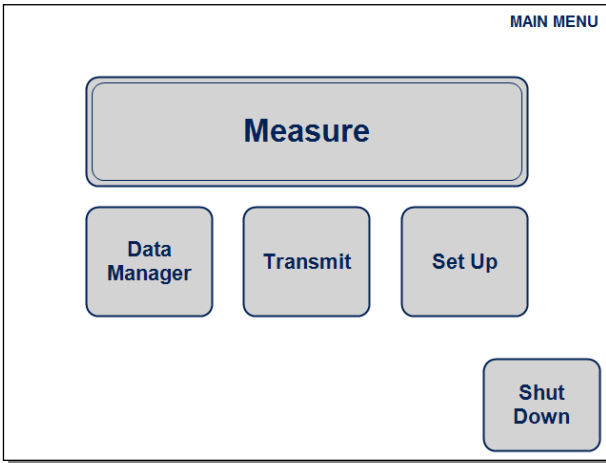 MAIN MENU
Measure
Data
Manager
Transmit
Set Up
Shut
Down